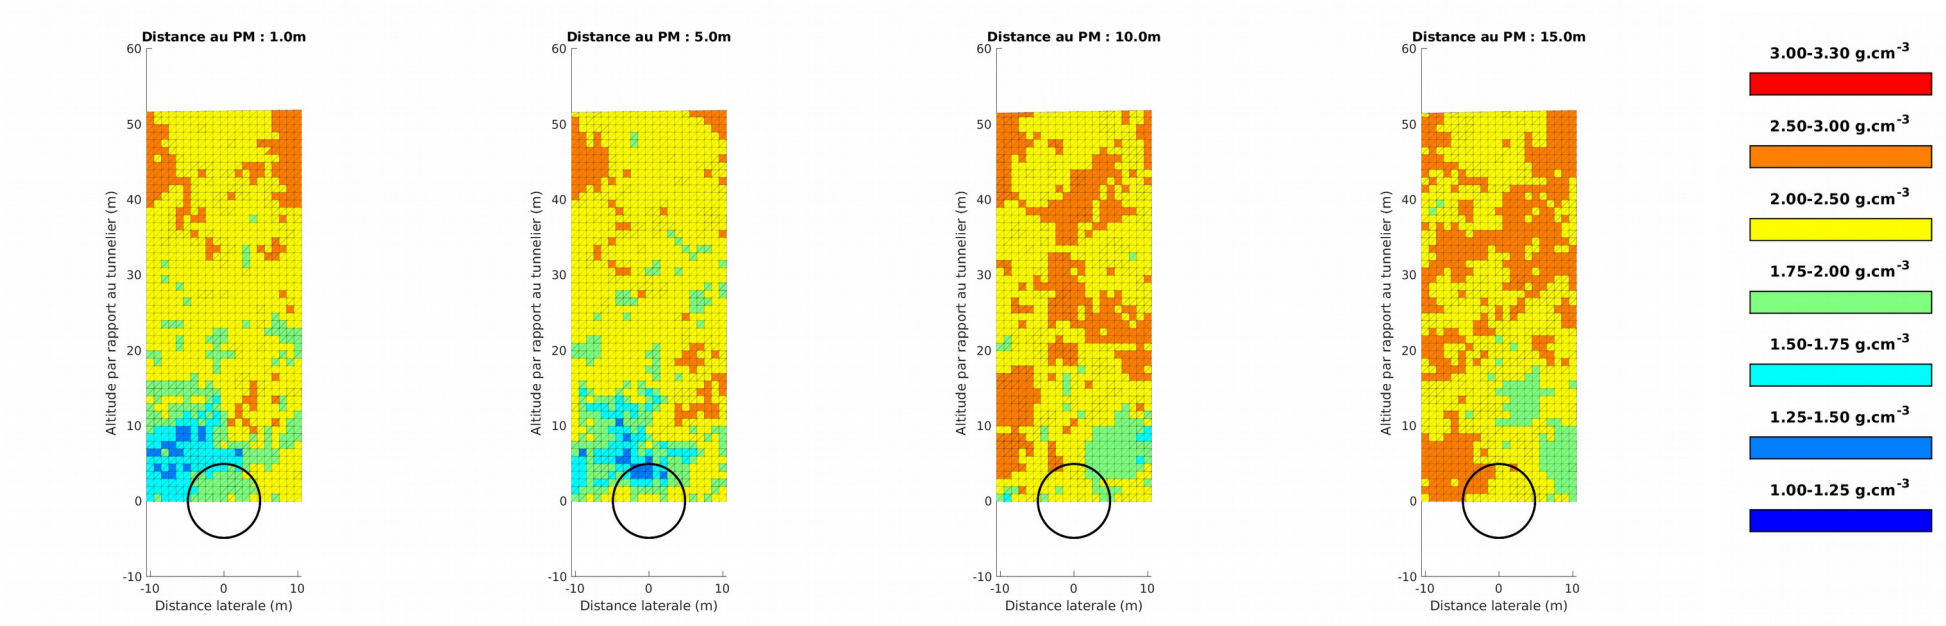 Distance au PM : 1.0m
60
50
40
30
20
10
0
-10
Altitude par rapport au tunnelier (m)
-10 0 10
Distance laterale (m)
Distance au PM : 5.0m
60
50
40
30
20
10
0
-10
Altitude par rapport au tunnelier (m)
-10 0 10
Distance laterale (m)
Distance au PM : 10.0m
60
50
40
30
20
10
0
-10
Altitude par rapport au tunnelier (m)
-10 0 10
Distance laterale (m)
Distance au PM : 15.0m
60
50
40
30
20
10
0
-10
Altitude par rapport au tunnelier (m)
-10 0 10
Distance laterale (m)
3.00-3.30 g.cm⁻³
2.50-3.00 g.cm⁻³
2.00-2.50 g.cm⁻³
1.75-2.00 g.cm⁻³
1.50-1.75 g.cm⁻³
1.25-1.50 g.cm⁻³
1.00-1.25 g.cm⁻³